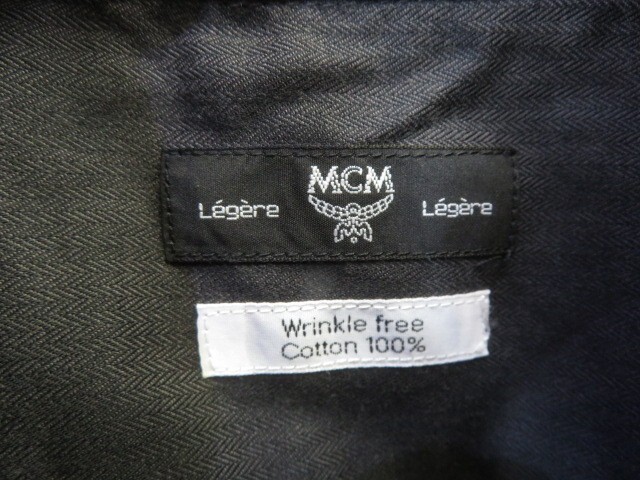 MCM
Légère Légère
Wrinkle free
Cotton 100%